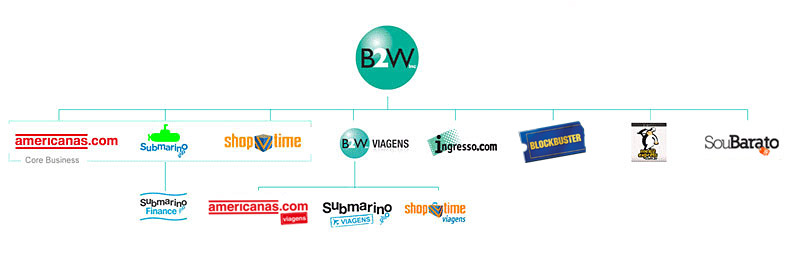 B2W Inc
americanas.com
Submarino
shoptime
B2W VIAGENS
ingresso.com
BLOCKBUSTER
SouBarato
Core Business
Submarino
Finance
americanas.com
viagens
Submarino
VIAGENS
shoptime
viagens